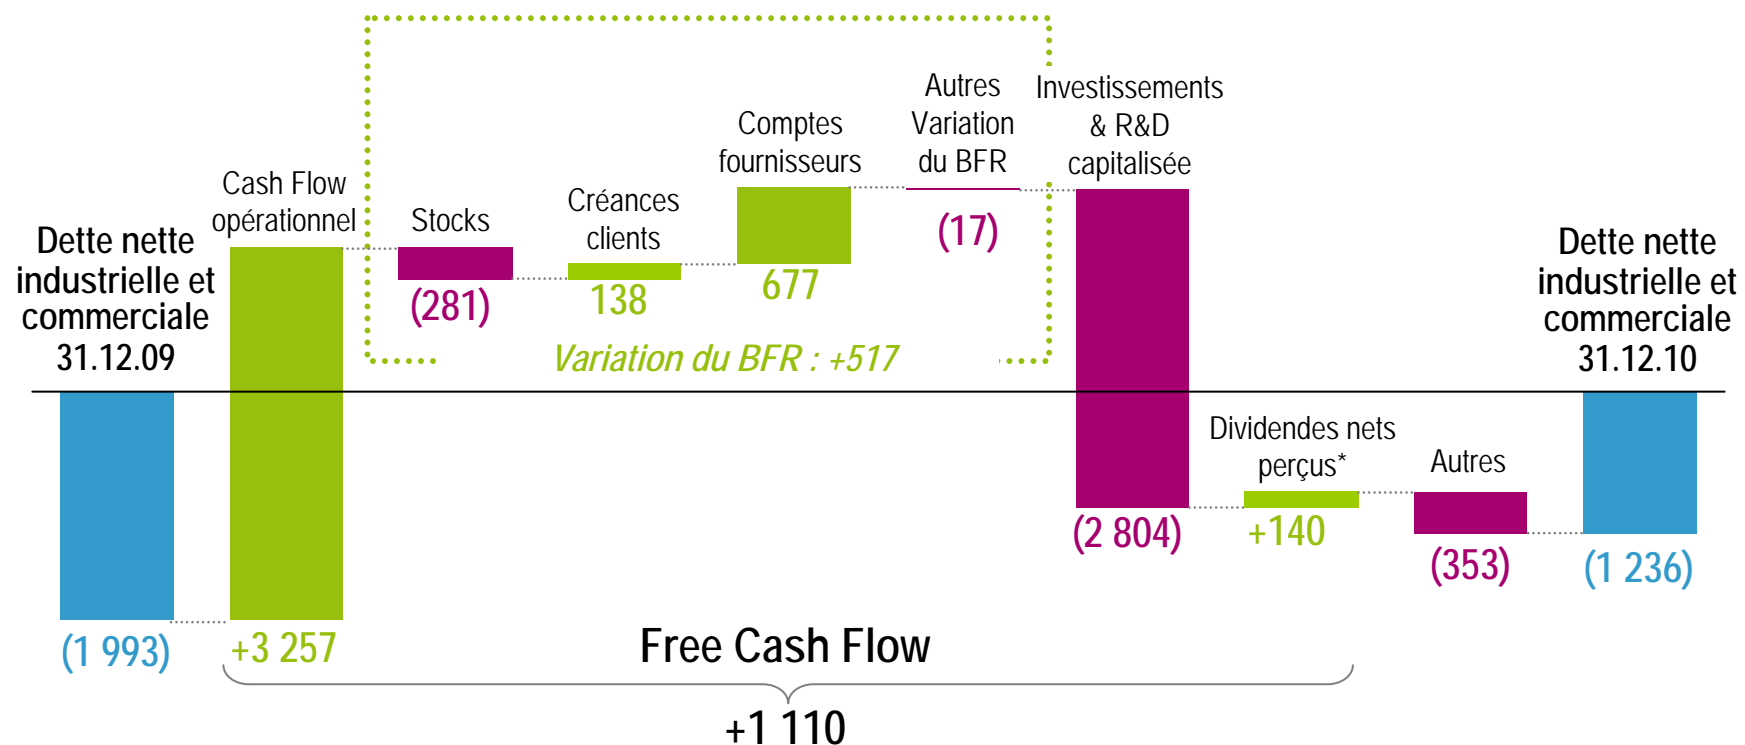 Dette nette
industrielle et
commerciale
31.12.09
(1 993)
Cash Flow
opérationnel
+3 257
Stocks
(281)
Créances
clients
138
Comptes
fournisseurs
677
Autres
Variation
du BFR
(17)
Variation du BFR : +517
Investissements
& R&D
capitalisée
(2 804)
Dividendes nets
perçus*
+140
Autres
(353)
Dette nette
industrielle et
commerciale
31.12.10
(1 236)
Free Cash Flow
+1 110